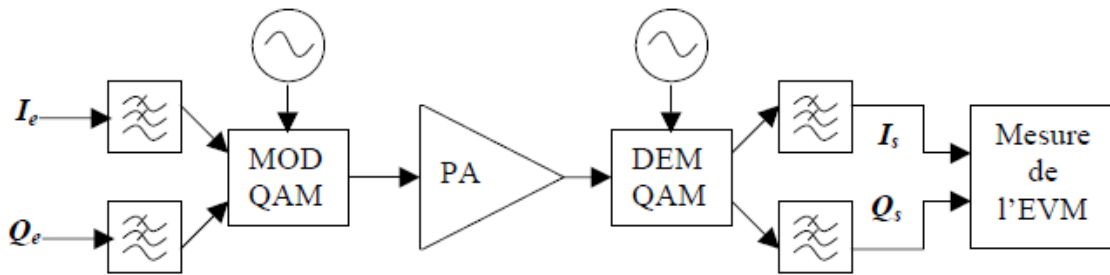 I_e
Q_e
MOD
QAM
PA
DEM
QAM
I_s
Q_s
Mesure
de
l'EVM